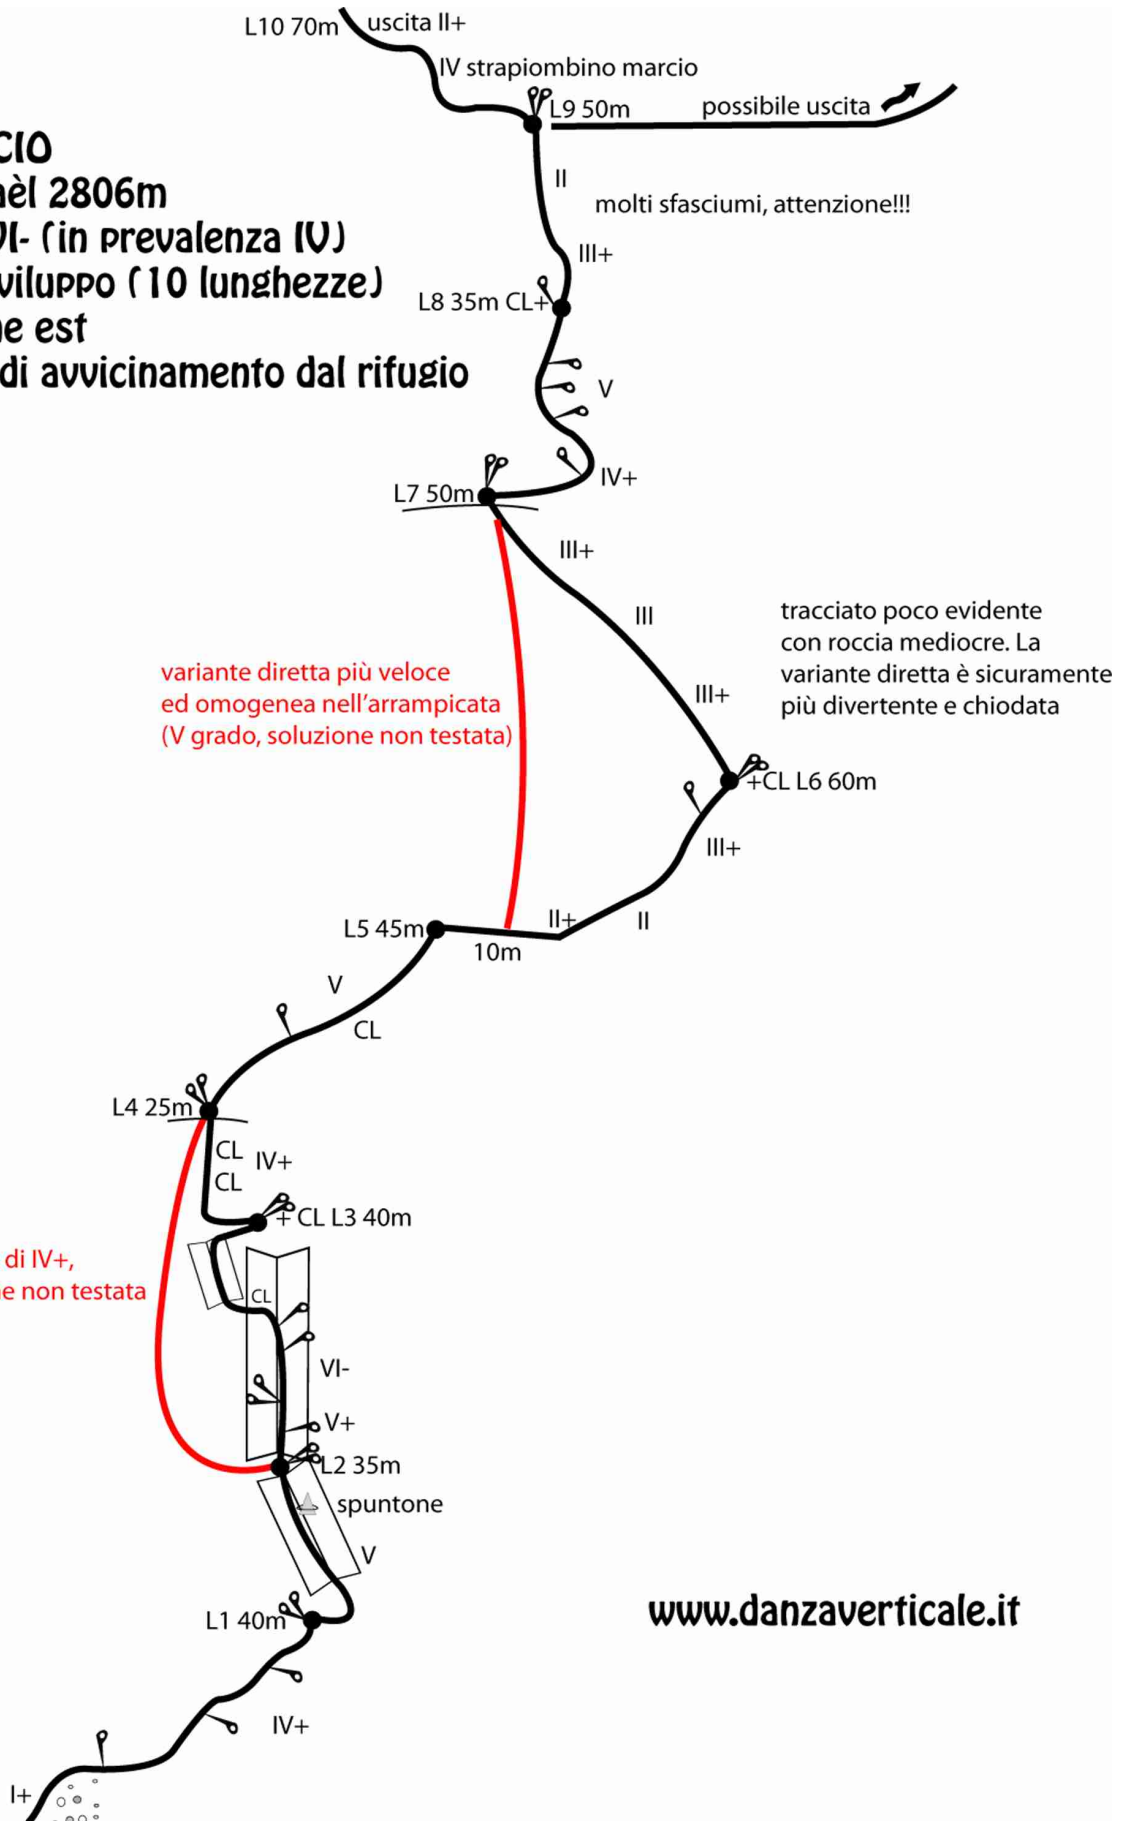 L10 70m
uscita II+
IV strapiombino marcio
L9 50m
possibile uscita
CIO
èl 2806m
VI- (in prevalenza IV)
viluppo (10 lunghezze)
e est
di avvicinamento dal rifugio
II
molti sfasciumi, attenzione!!!
III+
L8 35m CL+
V
L7 50m
IV+
III+
III
tracciato poco evidente
con roccia mediocre. La
variante diretta è sicuramente
più divertente e chiodata
variante diretta più veloce
ed omogenea nell'arrampicata
(V grado, soluzione non testata)
III+
+CL L6 60m
III+
L5 45m
II+
II
10m
V
CL
L4 25m
CL
IV+
CL
+ CL L3 40m
di IV+,
e non testata
CL
VI-
V+
L2 35m
spuntone
V
L1 40m
www.danzaverticale.it
IV+
I+